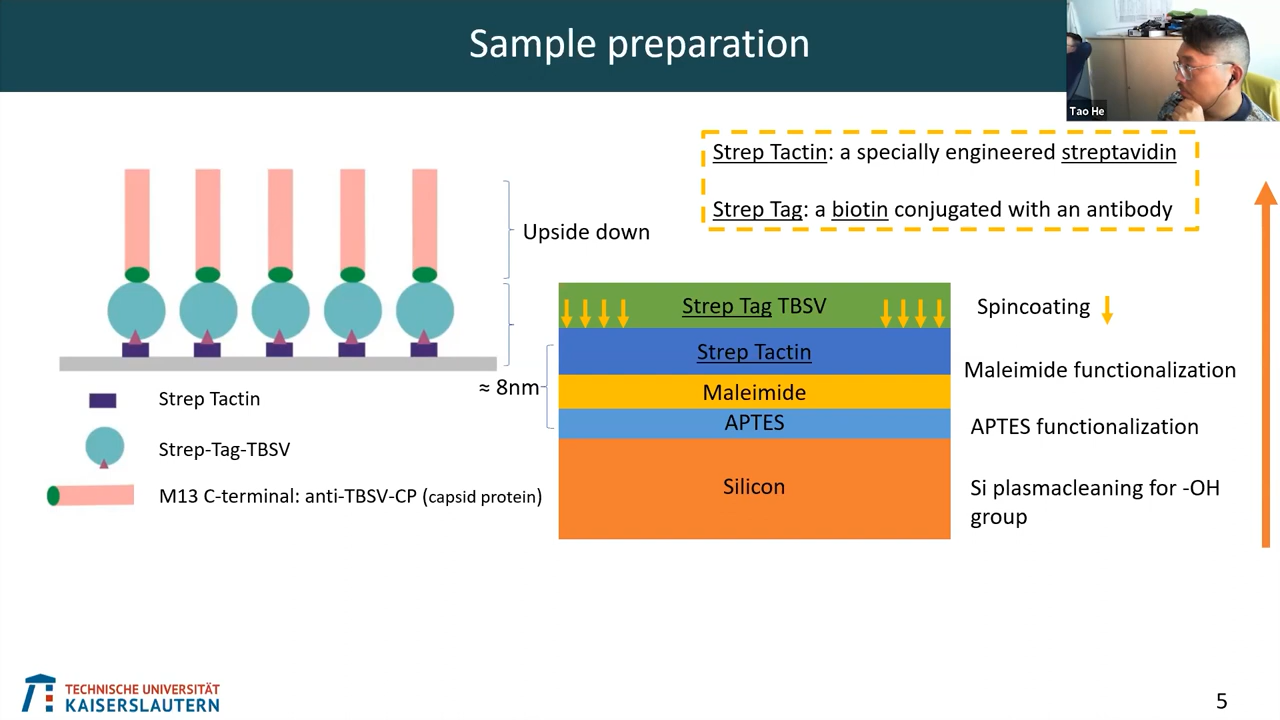 Sample preparation
Tao He
Strep Tactin: a specially engineered streptavidin
Strep Tag: a biotin conjugated with an antibody
Upside down
Strep Tag TBSV
Spincoating
Strep Tactin
Maleimide functionalization
≈ 8nm
Maleimide
APTES
APTES functionalization
Silicon
Si plasmacleaning for -OH
group
Strep Tactin
Strep-Tag-TBSV
M13 C-terminal: anti-TBSV-CP (capsid protein)
TECHNISCHE UNIVERSITÄT
KAISERSLAUTERN
5